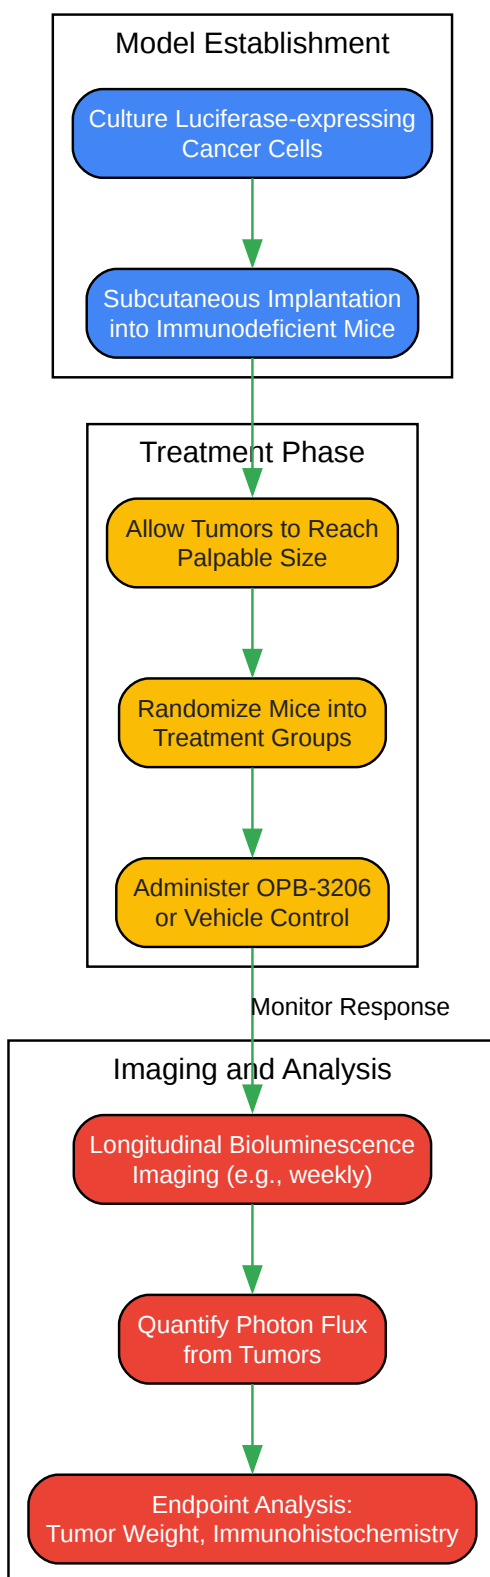 Model Establishment
Culture Luciferase-expressing
Cancer Cells
Subcutaneous Implantation
into Immunodeficient Mice
Treatment Phase
Allow Tumors to Reach
Palpable Size
Randomize Mice into
Treatment Groups
Administer OPB-3206
or Vehicle Control
Monitor Response
Imaging and Analysis
Longitudinal Bioluminescence
Imaging (e.g., weekly)
Quantify Photon Flux
from Tumors
Endpoint Analysis:
Tumor Weight, Immunohistochemistry